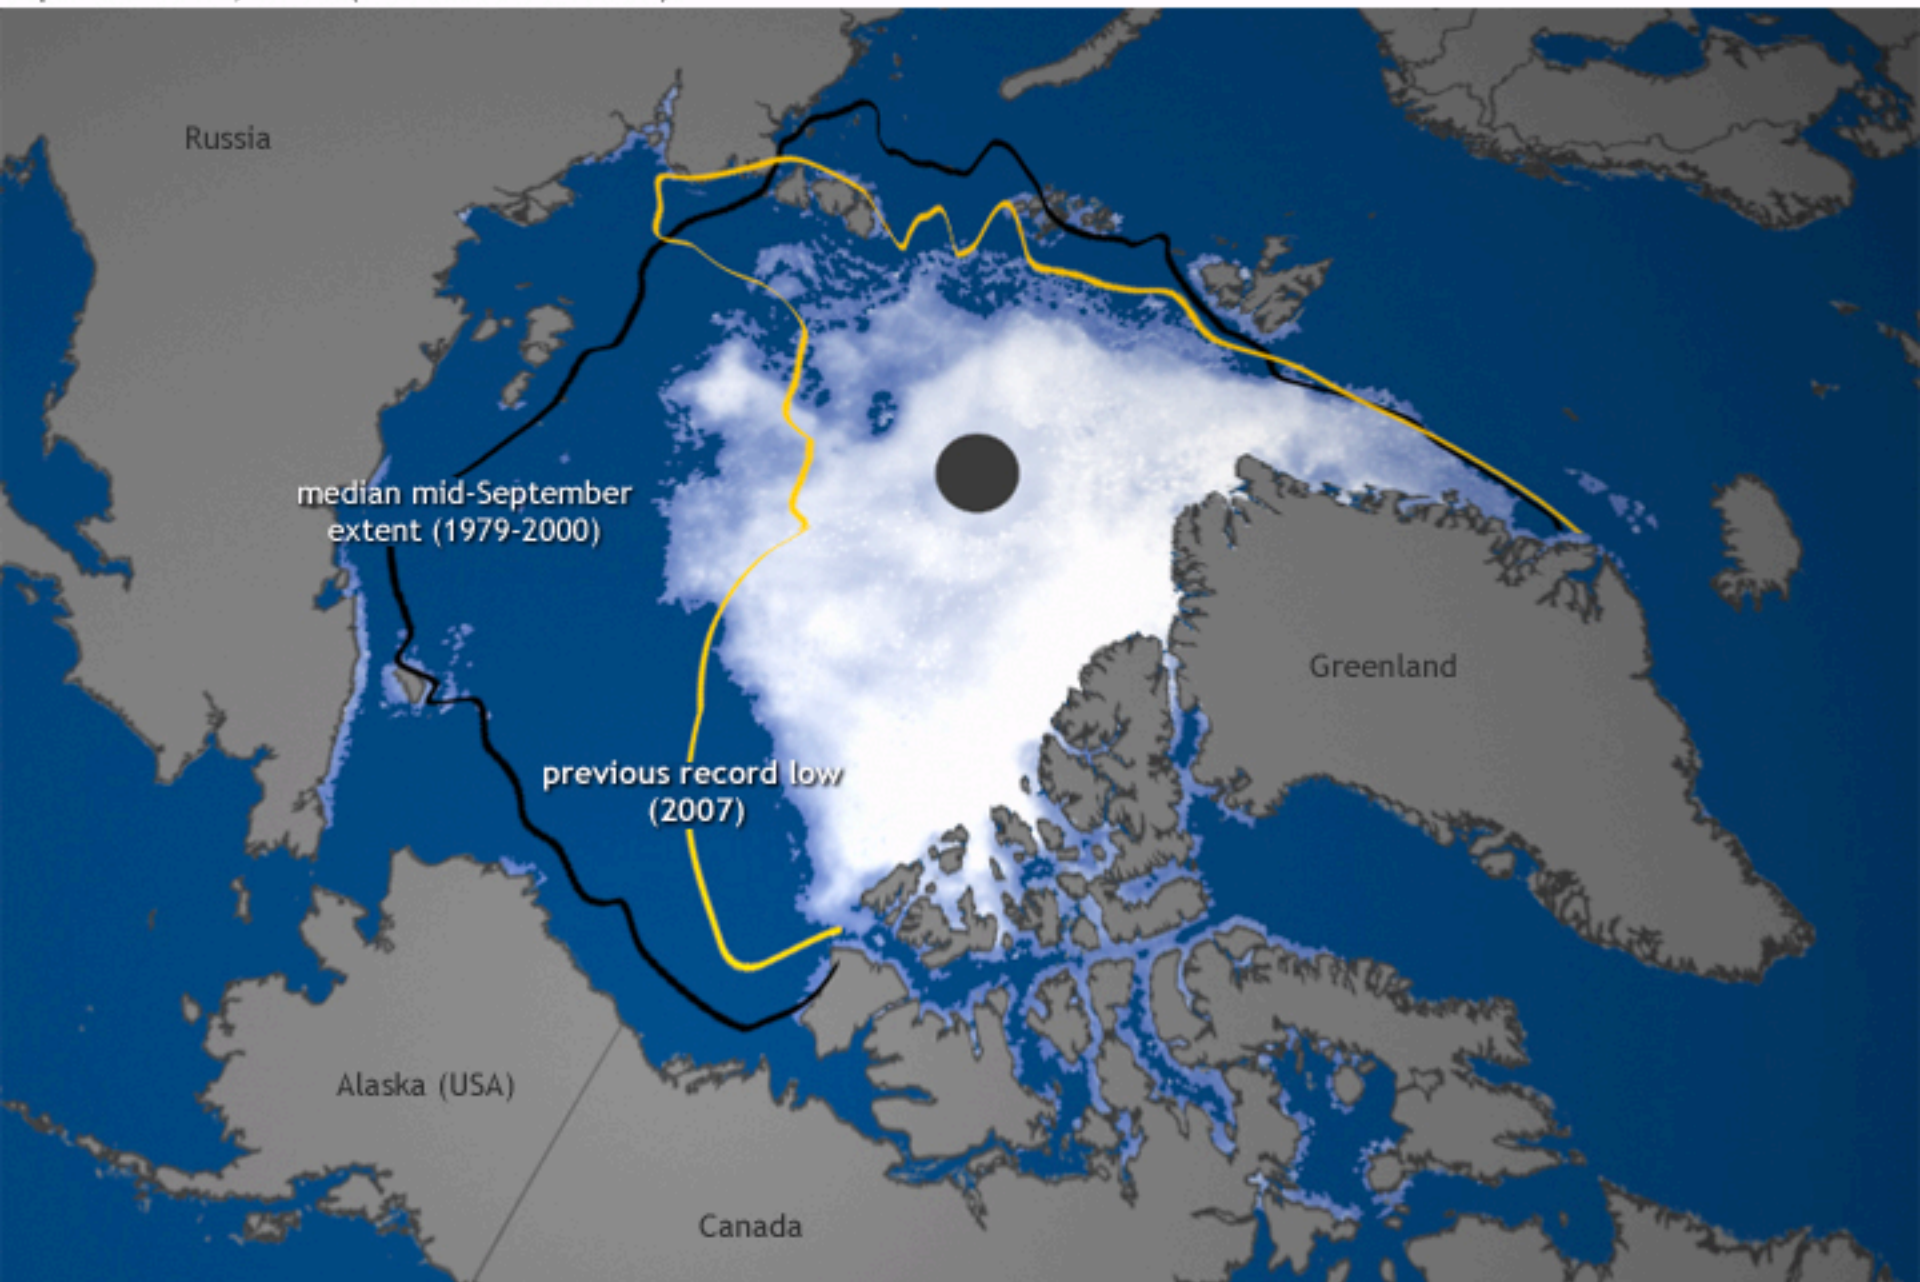 Russia
median mid-September
extent (1979-2000)
Greenland
previous record low
(2007)
Alaska (USA)
Canada